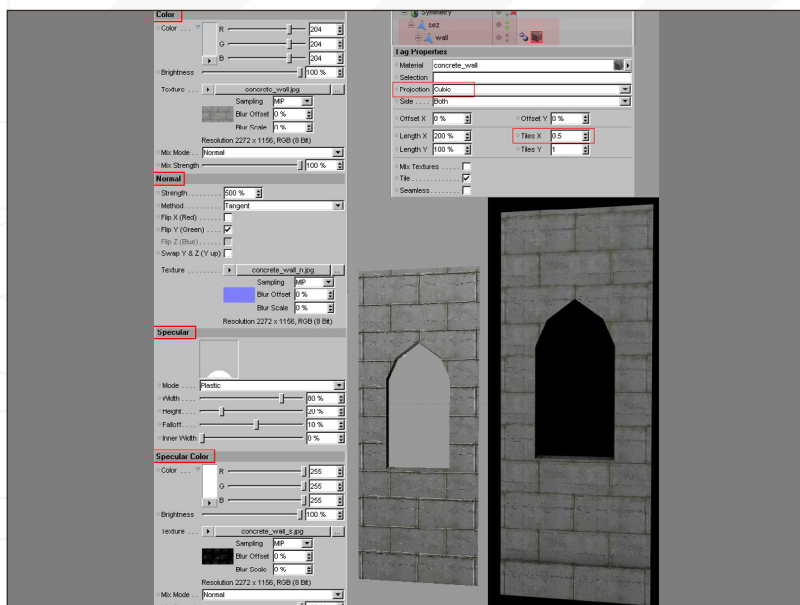 Color
Color . . . R 204
G 204
B 204
Brightness 100 %
Texture . . . concrete_wall.jpg ...
Sampling MIP
Blur Offset 0 %
Blur Scale 0 %
Resolution 2272 x 1156, RGB (8 Bit)
Mix Mode . . Normal
Mix Strength 100 %
Normal
Strength . . . . . . . . 500 %
Method . . . . . . . . . Tangent
Flip X (Red) . . . . . .
Flip Y (Green) . . . .
Flip Z (Blue) . . . . . .
Swap Y & Z (Y up)
Texture . . . . . . . . . concrete_wall_n.jpg ...
Sampling MIP
Blur Offset 0 %
Blur Scale 0 %
Resolution 2272 x 1156, RGB (8 Bit)
Specular
Mode . . . . Plastic
Width . . . . 80 %
Height . . . . 20 %
Falloff . . . . 10 %
Inner Width 0 %
Specular Color
Color . . . R 255
G 255
B 255
Brightness 100 %
Texture . . . concrete_wall_s.jpg ...
Sampling MIP
Blur Offset 0 %
Blur Scale 0 %
Resolution 2272 x 1156, RGB (8 Bit)
Mix Mode . . Normal
Symmetry
sez
wall
Tag Properties
Material concrete_wall
Selection
Projection Cubic
Side . . . . Both
Offset X 0 % Offset Y 0 %
Length X 200 % Tiles X 0.5
Length Y 100 % Tiles Y 1
Mix Textures . . . . .
Tile . . . . . . . . . . . .
Seamless . . . . . . .